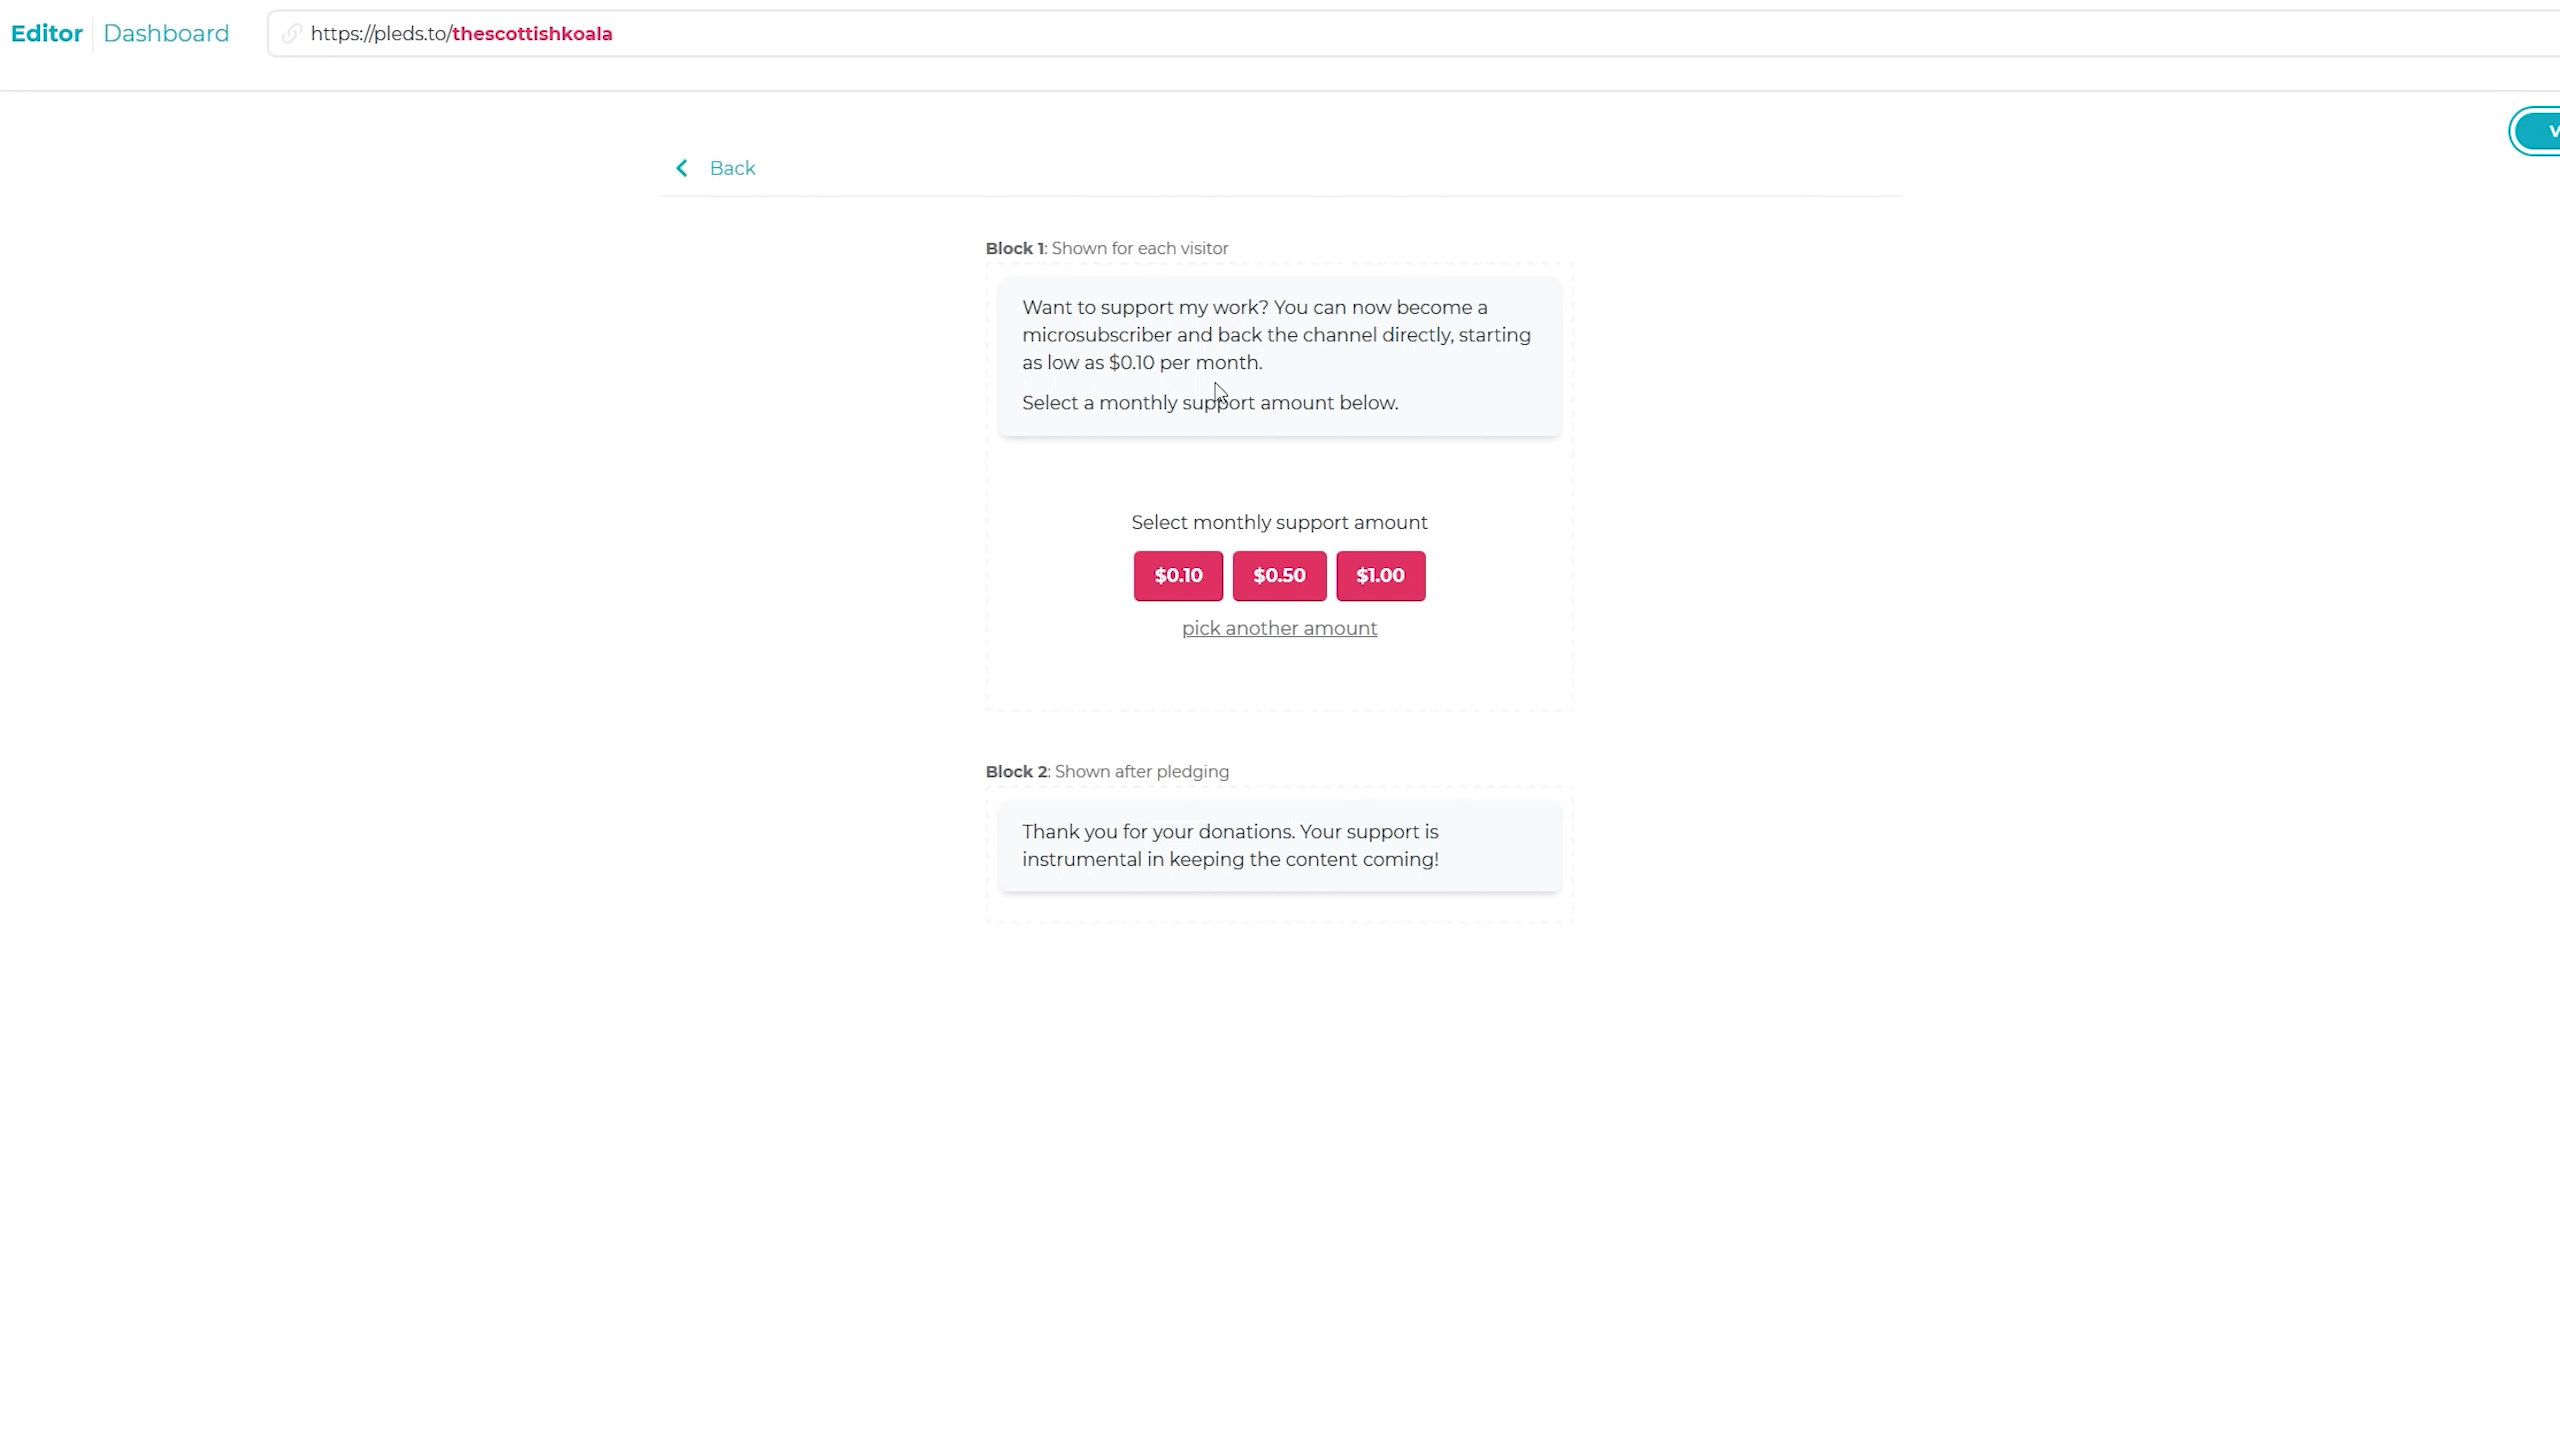 Editor
Dashboard
https://pleds.to/thescottishkoala
Back
Block 1: Shown for each visitor
Want to support my work? You can now become a
microsubscriber and back the channel directly, starting
as low as $0.10 per month.
Select a monthly support amount below.
Select monthly support amount
$0.10
$0.50
$1.00
pick another amount
Block 2: Shown after pledging
Thank you for your donations. Your support is
instrumental in keeping the content coming!